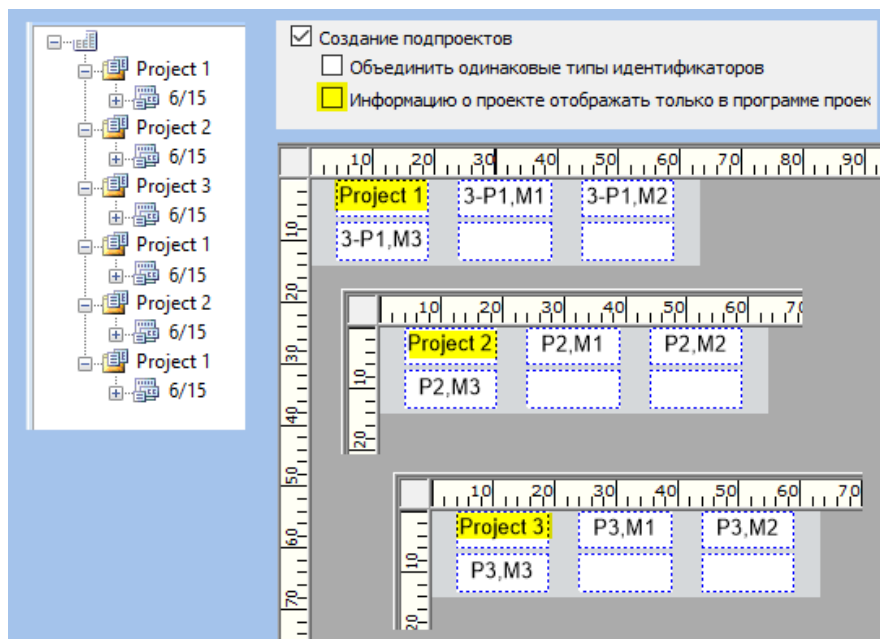 Project 1
6/15
Project 2
6/15
Project 3
6/15
Project 1
6/15
Project 2
6/15
Project 1
6/15
Создание подпроектов
Объединить одинаковые типы идентификаторов
Информацию о проекте отображать только в программе проек
10 20 30 40 50 60 70 80 90
10
20
30
40
50
60
70
Project 1 3-P1,M1 3-P1,M2
3-P1,M3
10 20 30 40 50 60 70
10
20
Project 2 P2,M1 P2,M2
P2,M3
10 20 30 40 50 60 70
10
20
Project 3 P3,M1 P3,M2
P3,M3